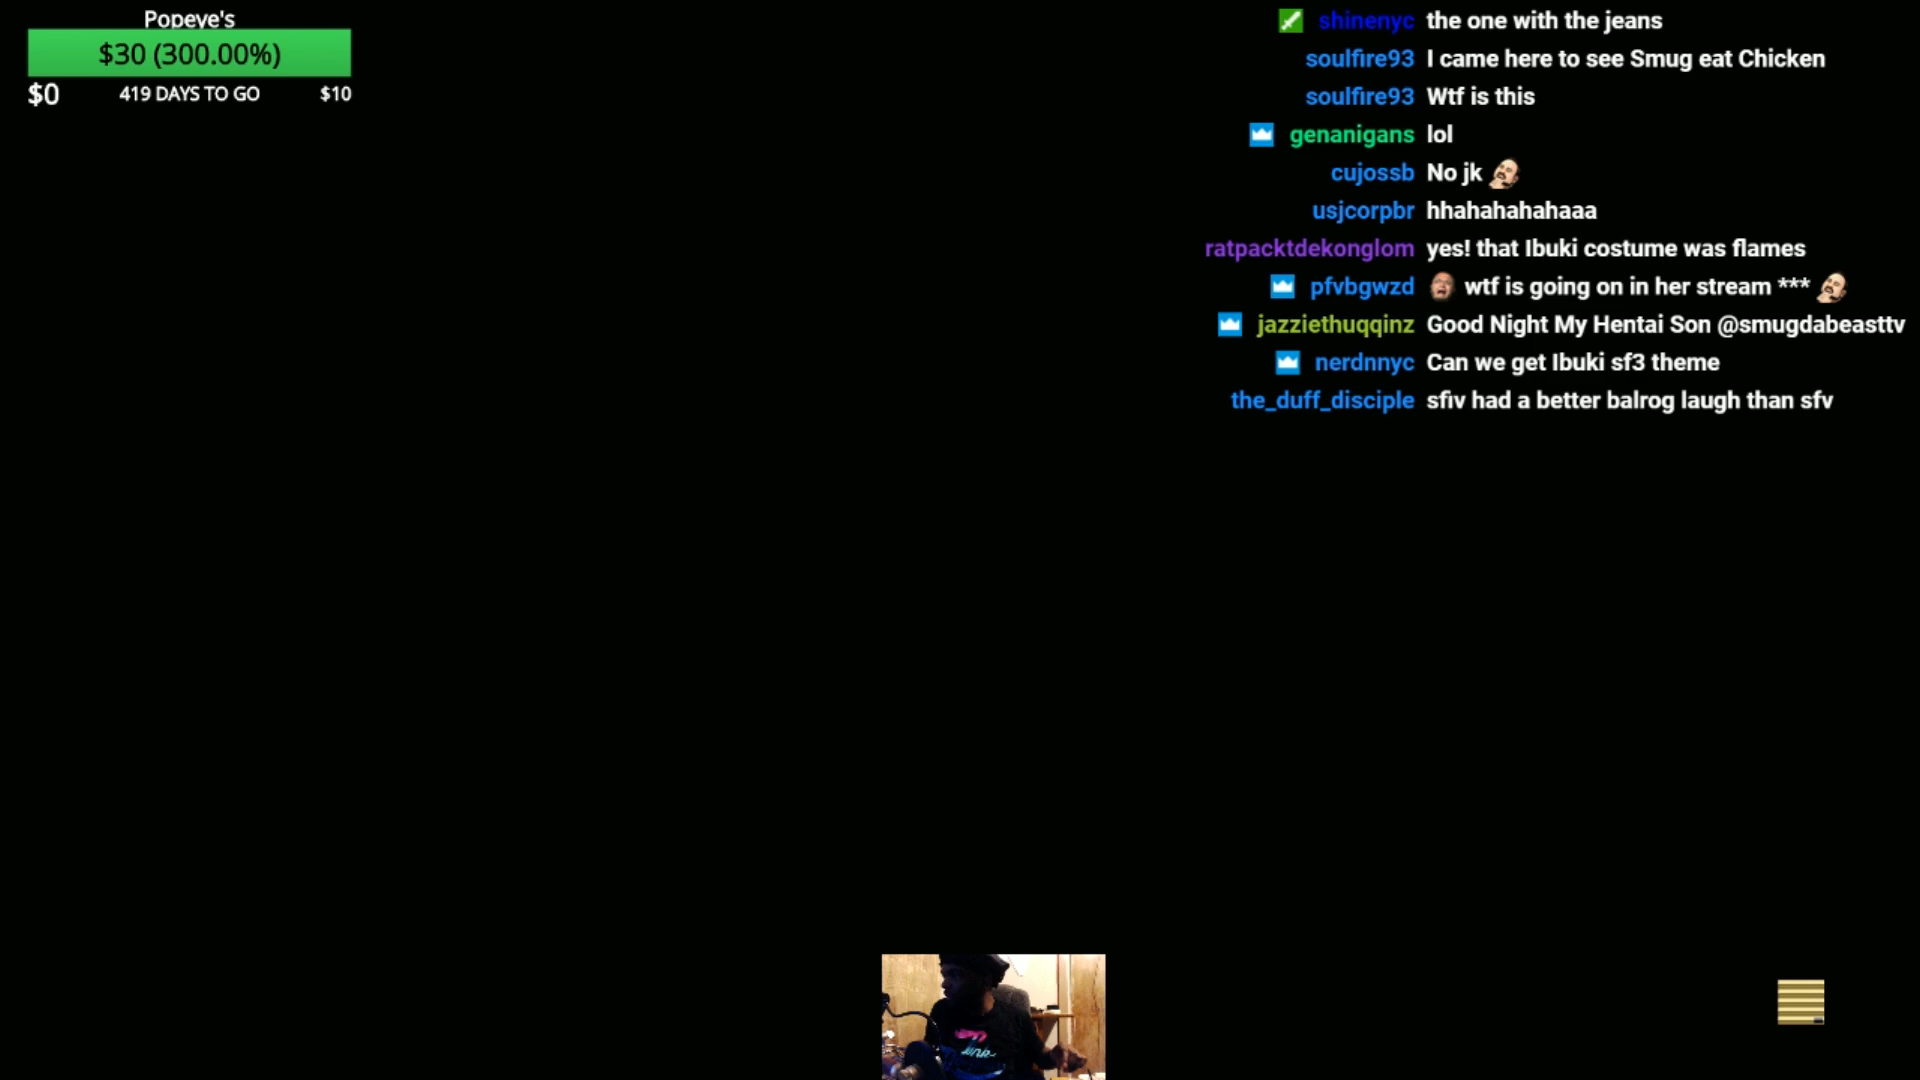 Popeye's
$30 (300.00%)
$0 419 DAYS TO GO $10
shinenyc the one with the jeans
soulfire93 I came here to see Smug eat Chicken
soulfire93 Wtf is this
genanigans lol
cujossb No jk
usjcorpbr hhahahahahaaa
ratpacktdekonglom yes! that Ibuki costume was flames
pfvbgwzd wtf is going on in her stream ***
jazziethuqqinz Good Night My Hentai Son @smugdabeasttv
nerdnnyc Can we get Ibuki sf3 theme
the_duff_disciple sfiv had a better balrog laugh than sfv